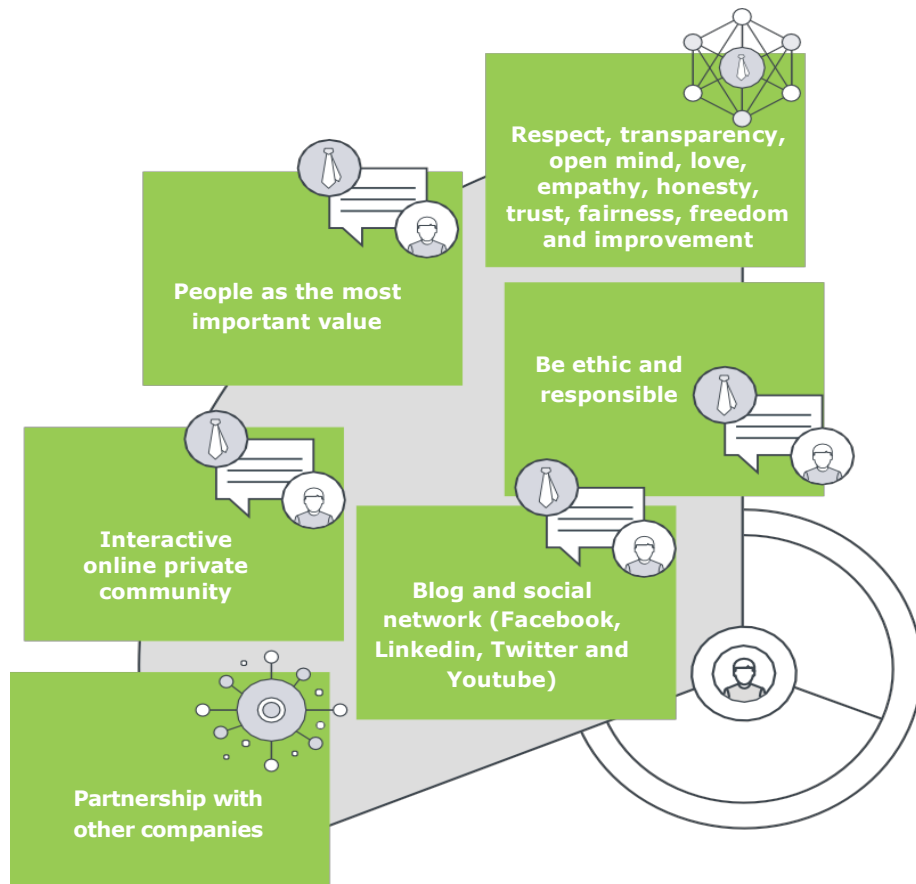 Respect, transparency,
open mind, love,
empathy, honesty,
trust, fairness, freedom
and improvement
People as the most
important value
Be ethic and
responsible
Interactive
online private
community
Blog and social
network (Facebook,
Linkedin, Twitter and
Youtube)
Partnership with
other companies